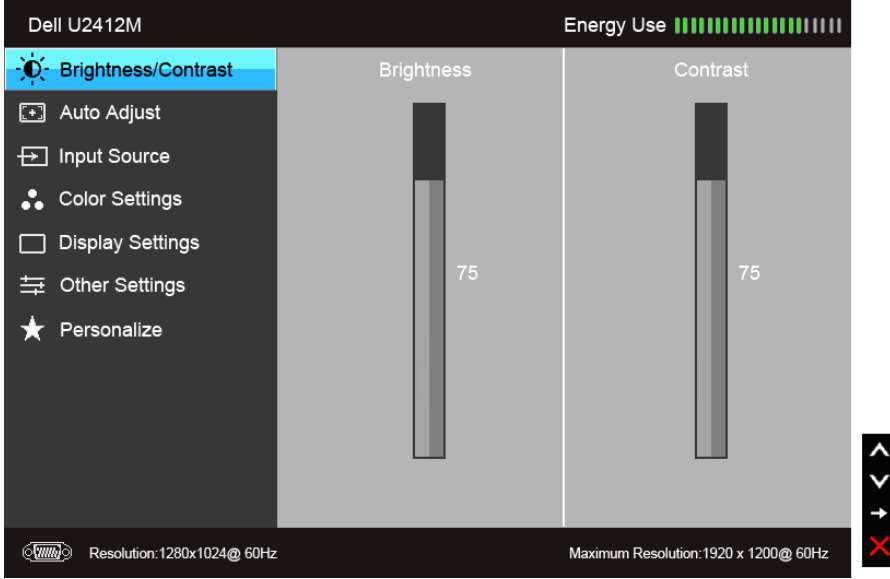 Dell U2412M
Energy Use
Brightness/Contrast
Auto Adjust
Input Source
Color Settings
Display Settings
Other Settings
Personalize
Brightness
75
Contrast
75
Resolution:1280x1024@ 60Hz
Maximum Resolution:1920 x 1200@ 60Hz